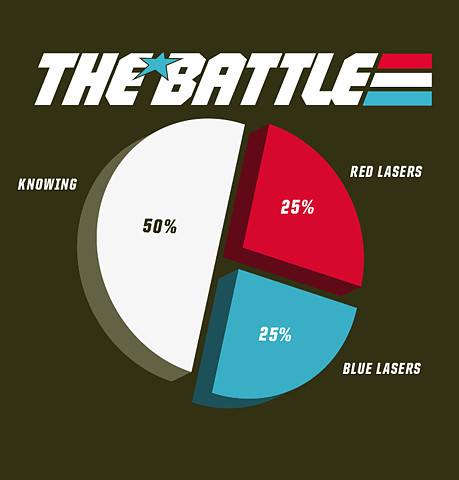 THE BATTLE
KNOWING
50%
RED LASERS
25%
25%
BLUE LASERS